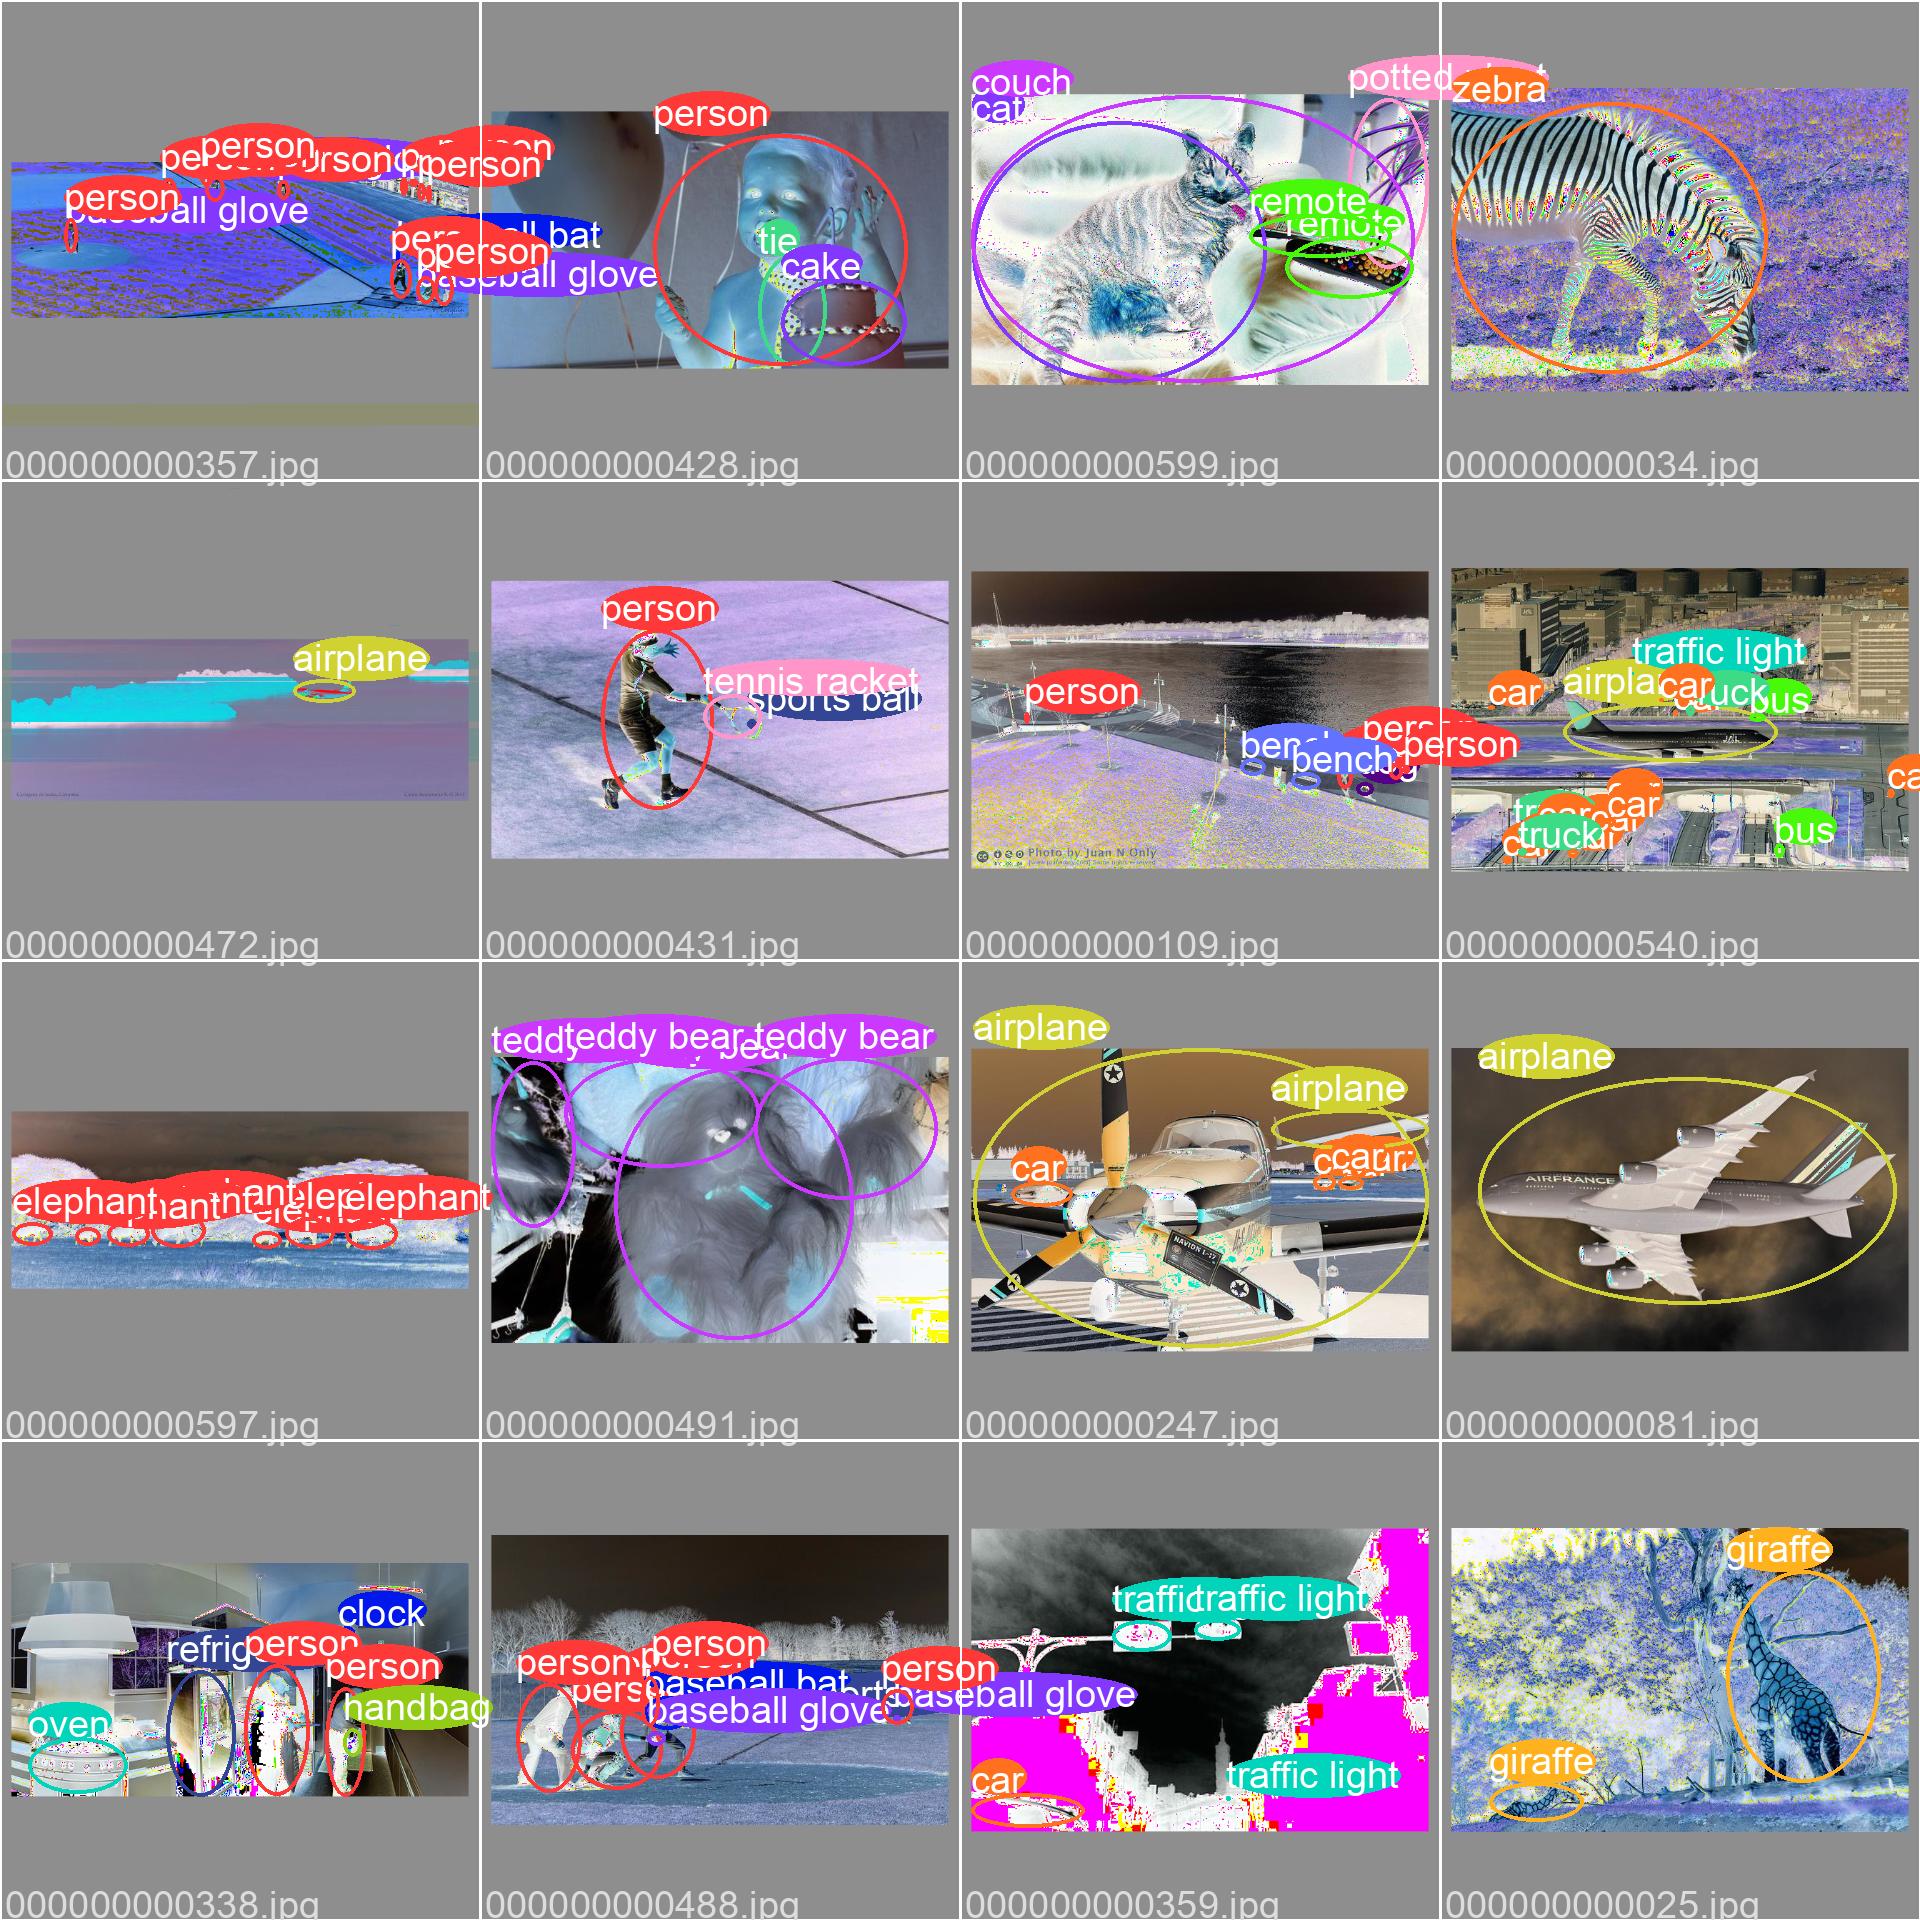 person
person
person
person
person
baseball glove
person
person
baseball glove
000000000357.jpg
person
tie
cake
000000000428.jpg
couch
cat
potted
remote
remote
000000000599.jpg
zebra
000000000034.jpg
airplane
000000000472.jpg
person
tennis racket
sports ball
000000000431.jpg
person
person
bench
person
bench
Photo by Juan N Only
000000000109.jpg
traffic light
car
car
truck
bus
car
car
truck
bus
000000000540.jpg
elephant
elephant
000000000597.jpg
teddy
teddy bear
teddy bear
000000000491.jpg
airplane
airplane
car
car
NAVION L-17
000000000247.jpg
airplane
AIRFRANCE
000000000081.jpg
clock
person
person
handbag
oven
000000000338.jpg
person
person
person
baseball bat
baseball glove
baseball glove
000000000488.jpg
traffic light
car
traffic light
000000000359.jpg
giraffe
giraffe
000000000025.jpg